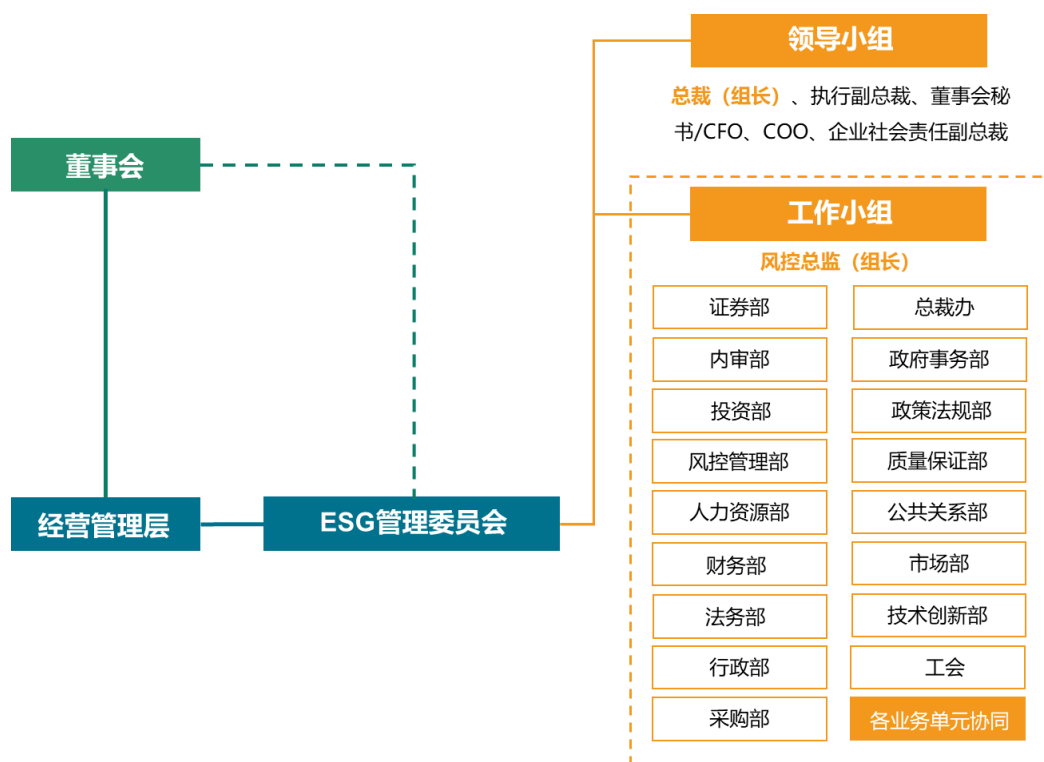 领导小组
总裁（组长）、执行副总裁、董事会秘
书/CFO、COO、企业社会责任副总裁
董事会
工作小组
风控总监（组长）
证券部
总裁办
内审部
政府事务部
投资部
政策法规部
风控管理部
质量保证部
人力资源部
公共关系部
经营管理层
ESG管理委员会
财务部
市场部
法务部
技术创新部
行政部
工会
采购部
各业务单元协同